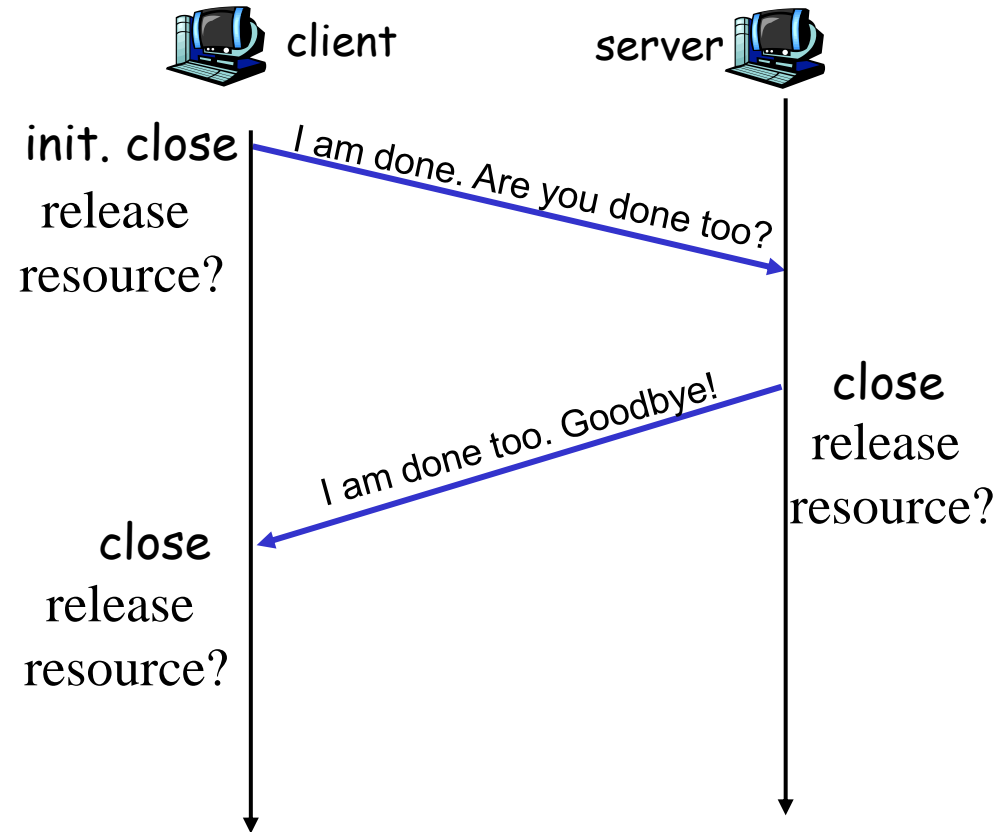 client
server
init. close
I am done. Are you done too?
release
resource?
close
I am done too. Goodbye!
release
resource?
close
release
resource?